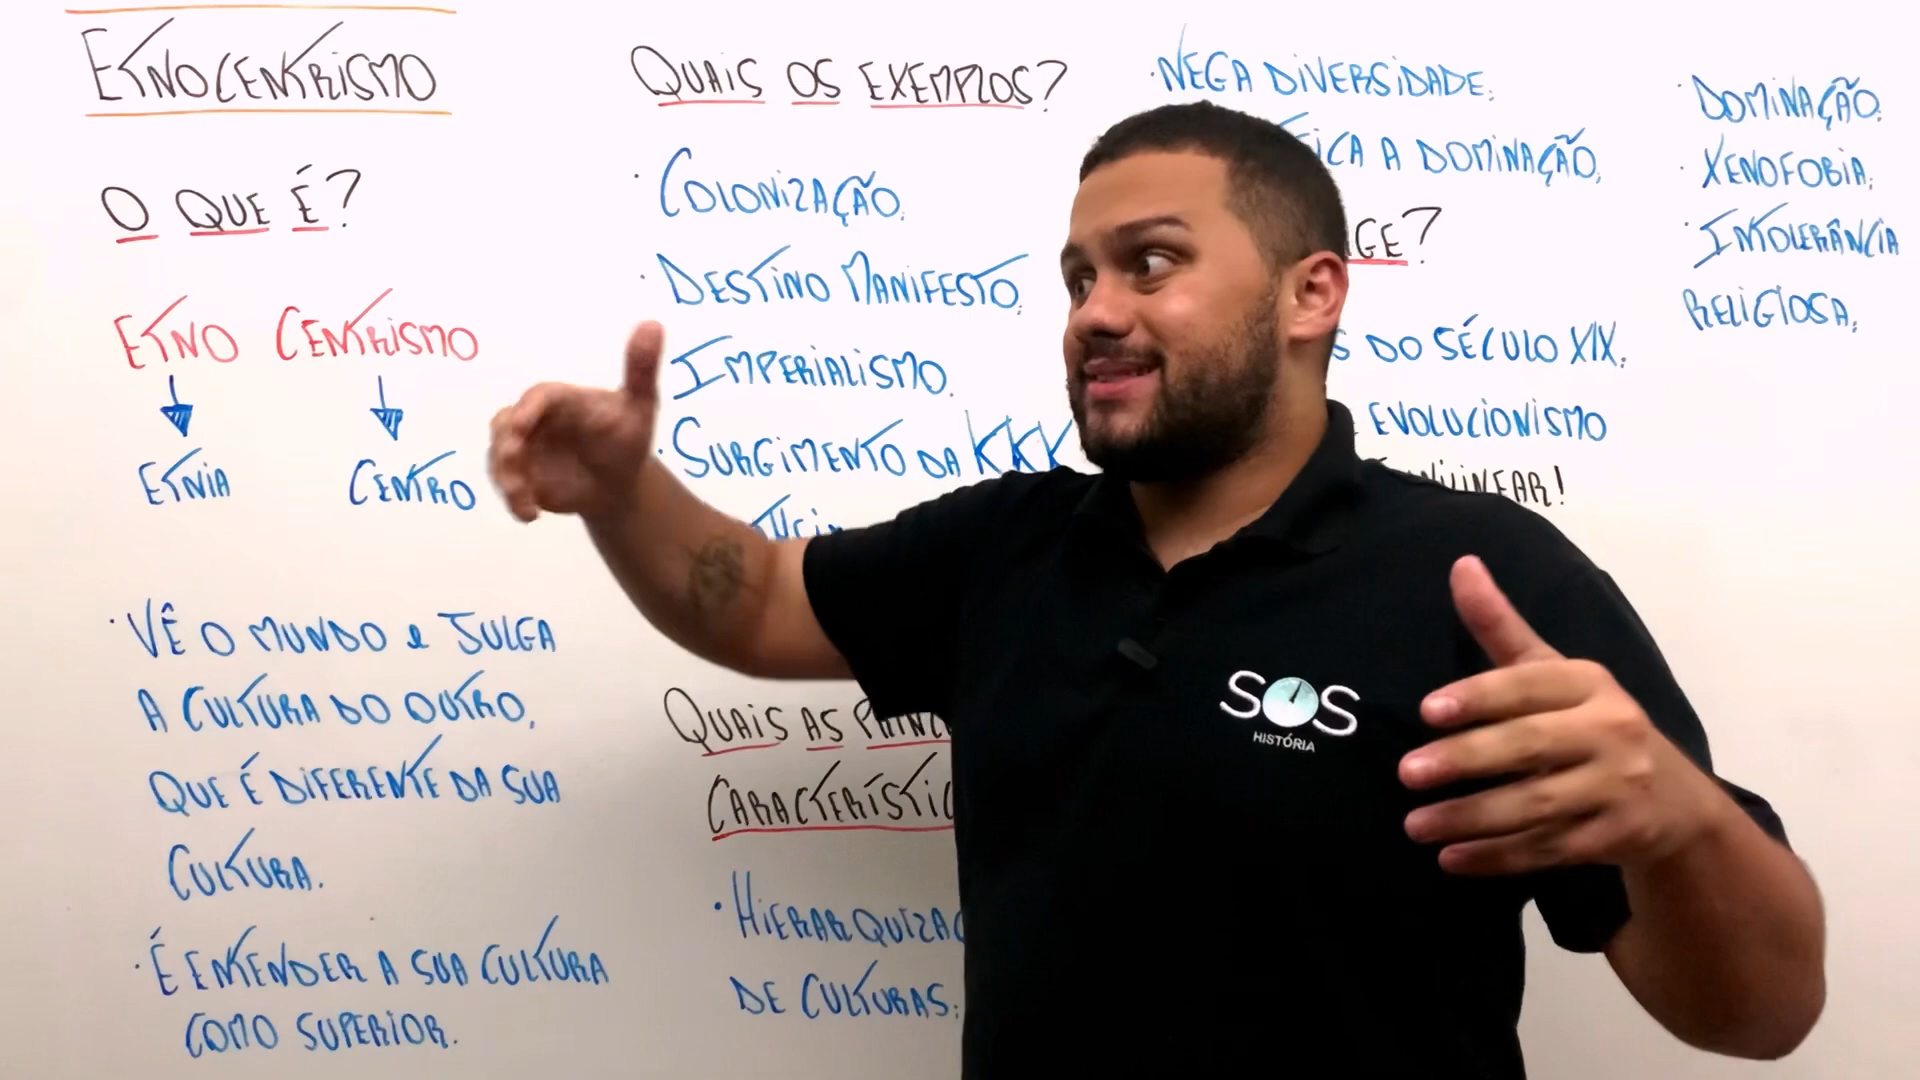 ETNOCENTRISMO
O QUE É?
ETNO CENTRISMO
ETNIA CENTRO
· VÊ O MUNDO e JULGA
A CULTURA DO OUTRO,
QUE É DIFERENTE DA SUA
CULTURA.
· É ENTENDER A SUA CULTURA
COMO SUPERIOR.
QUAIS OS EXEMPLOS?
· COLONIZAÇÃO;
· DESTINO MANIFESTO;
IMPERIALISMO;
· SURGIMENTO DA KKK
QUAIS AS
· HIERARQUIZAÇ
DE CULTURAS;
· NEGA DIVERSIDADE;
A DOMINAÇÃO;
DO SÉCULO XIX;
EVOLUCIONISMO
· DOMINAÇÃO;
· XENOFOBIA;
· INTOLERÂNCIA
RELIGIOSA;
SOS
HISTÓRIA